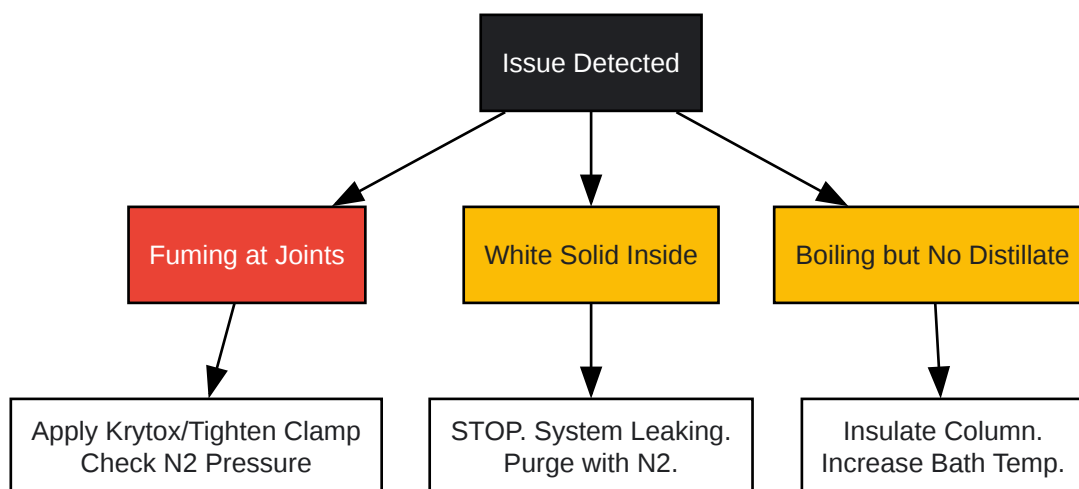 Issue Detected
Fuming at Joints
White Solid Inside
Boiling but No Distillate
Apply Krytox/Tighten Clamp
Check N2 Pressure
STOP. System Leaking.
Purge with N2.
Insulate Column.
Increase Bath Temp.